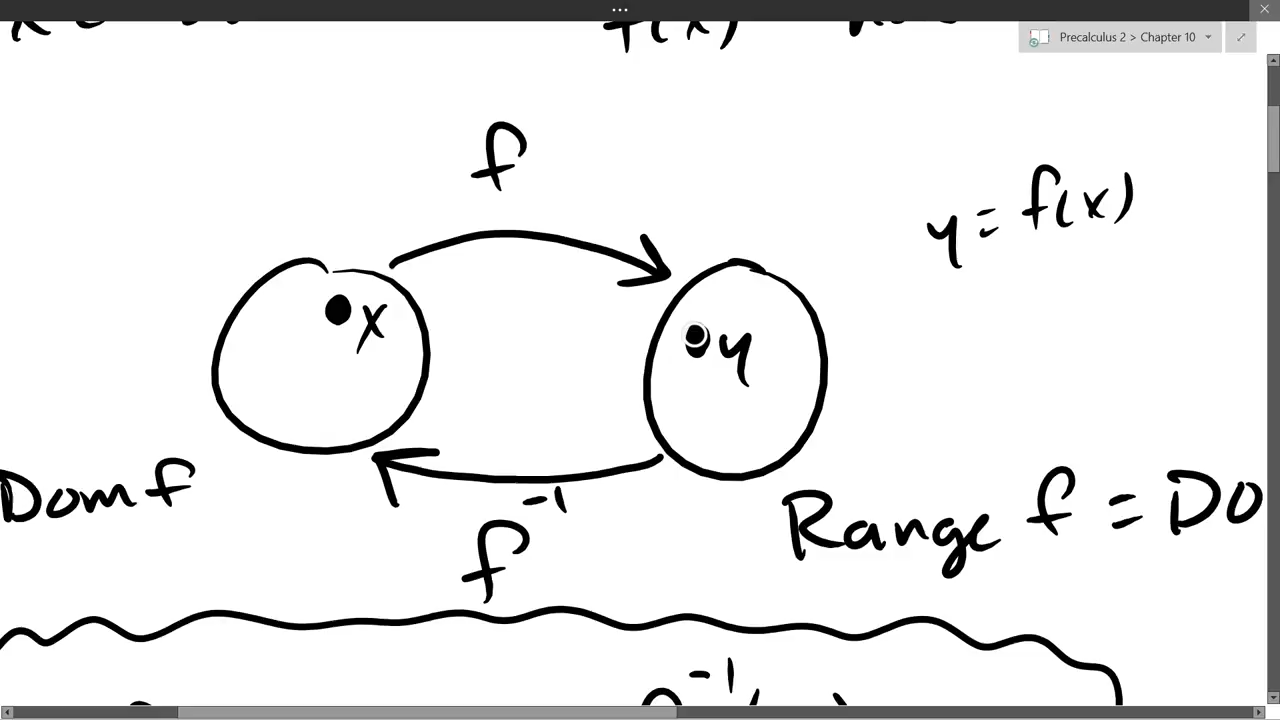 f(x)
Precalculus 2 > Chapter 10
f
y = f(x)
x
y
Dom f
f⁻¹
Range f = Do